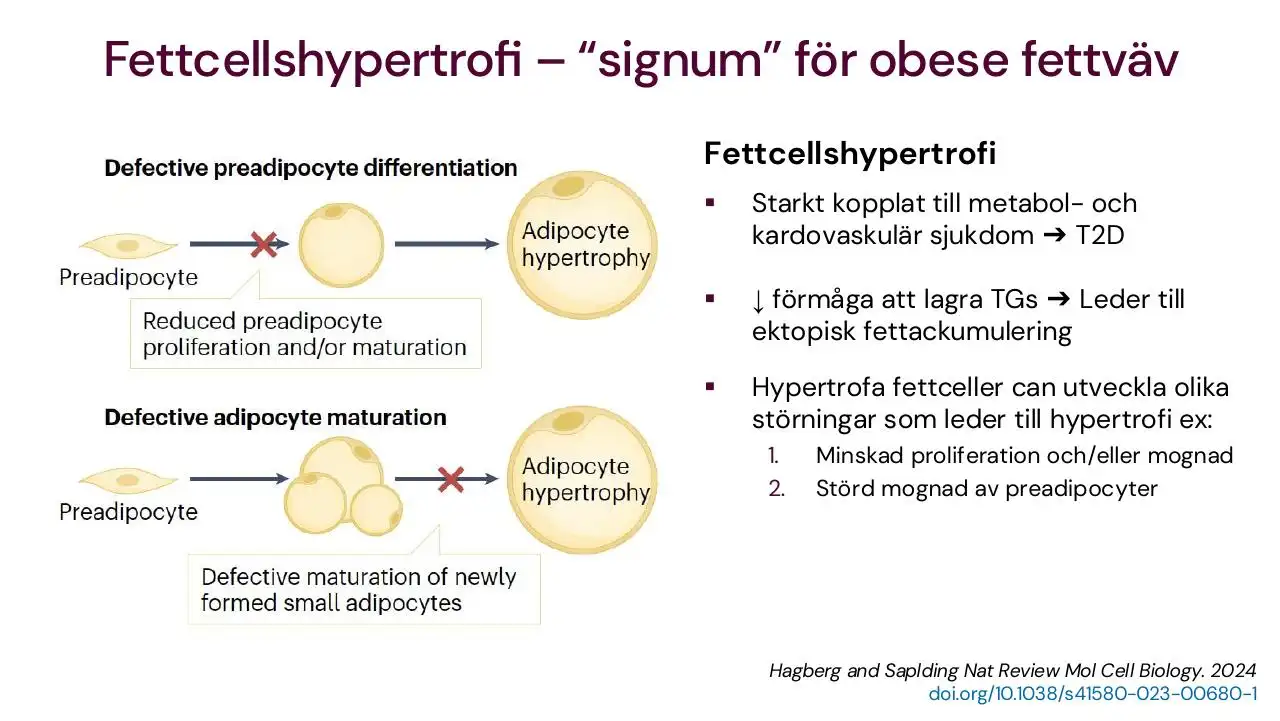 Fettcellshypertrofi – “signum” för obese fettväv
Defective preadipocyte differentiation
Preadipocyte
Adipocyte
hypertrophy
Reduced preadipocyte
proliferation and/or maturation
Defective adipocyte maturation
Preadipocyte
Adipocyte
hypertrophy
Defective maturation of newly
formed small adipocytes
Fettcellshypertrofi
▪ Starkt kopplat till metabol- och
kardovaskulär sjukdom ➔ T2D
▪ ↓ förmåga att lagra TGs ➔ Leder till
ektopisk fettackumulering
▪ Hypertrofa fettceller can utveckla olika
störningar som leder till hypertrofi ex:
1. Minskad proliferation och/eller mognad
2. Störd mognad av preadipocyter
Hagberg and Saplding Nat Review Mol Cell Biology. 2024
doi.org/10.1038/s41580-023-00680-1